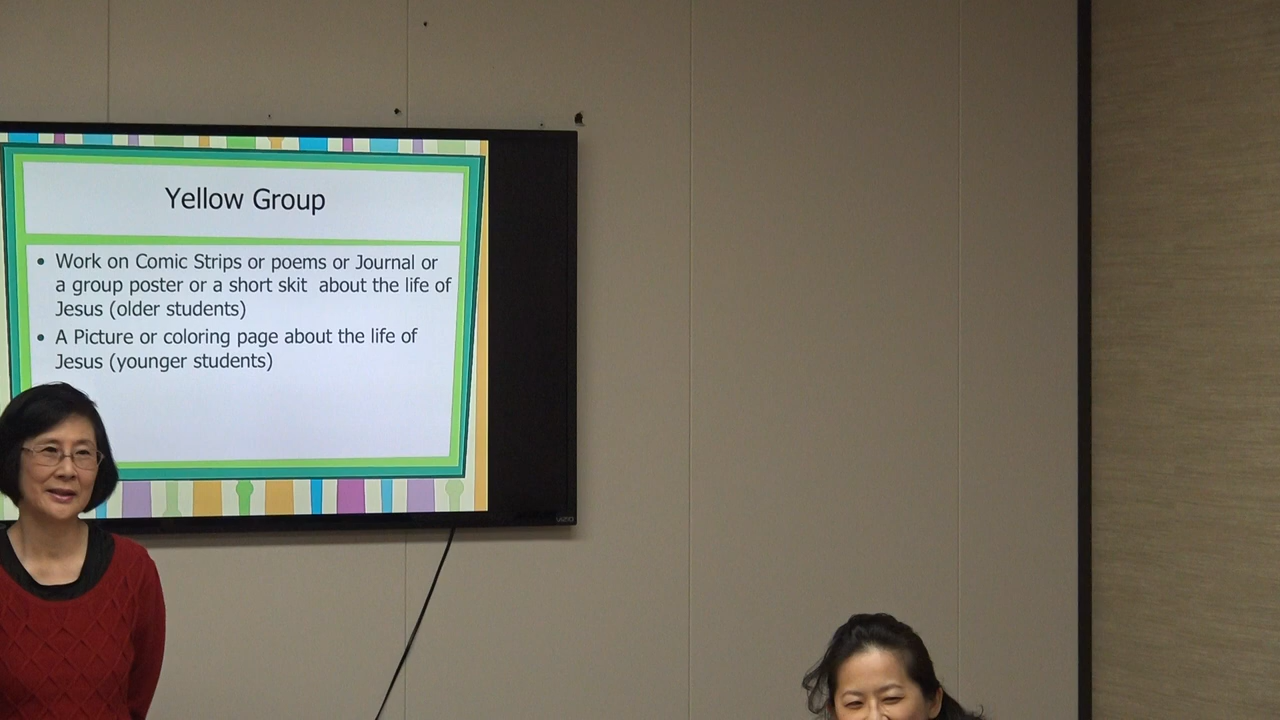 Yellow Group
• Work on Comic Strips or poems or Journal or
a group poster or a short skit about the life of
Jesus (older students)
• A Picture or coloring page about the life of
Jesus (younger students)
VIZIO